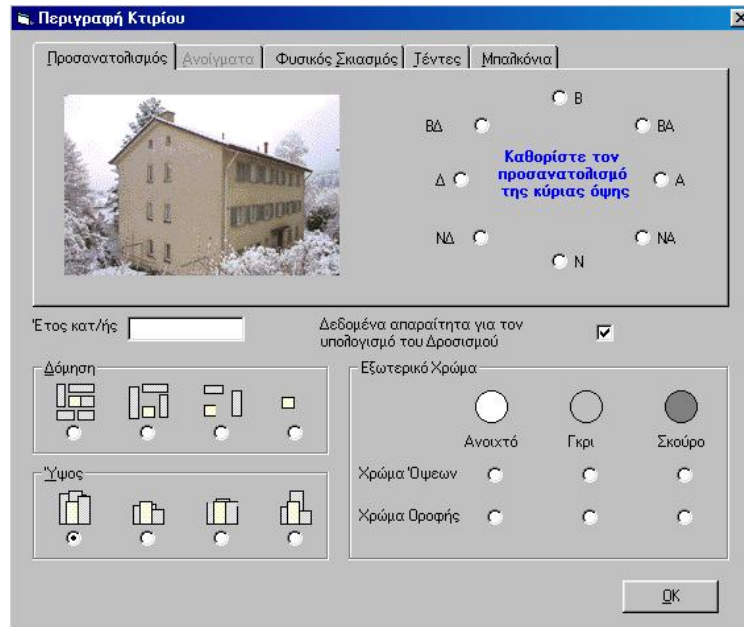 Περιγραφή Κτιρίου
Προσανατολισμός Ανοίγματα Φυσικός Σκιασμός Τέντες Μπαλκόνια
Β
ΒΔ ΒΑ
Καθορίστε τον
προσανατολισμό
της κύριας όψης
Δ Α
ΝΔ ΝΑ
Ν
Έτος κατ/ής
Δεδομένα απαραίτητα για τον
υπολογισμό του Δροσισμού
Δόμηση
Ύψος
Εξωτερικό Χρώμα
Ανοιχτό Γκρι Σκούρο
Χρώμα Όψεων
Χρώμα Οροφής
OK